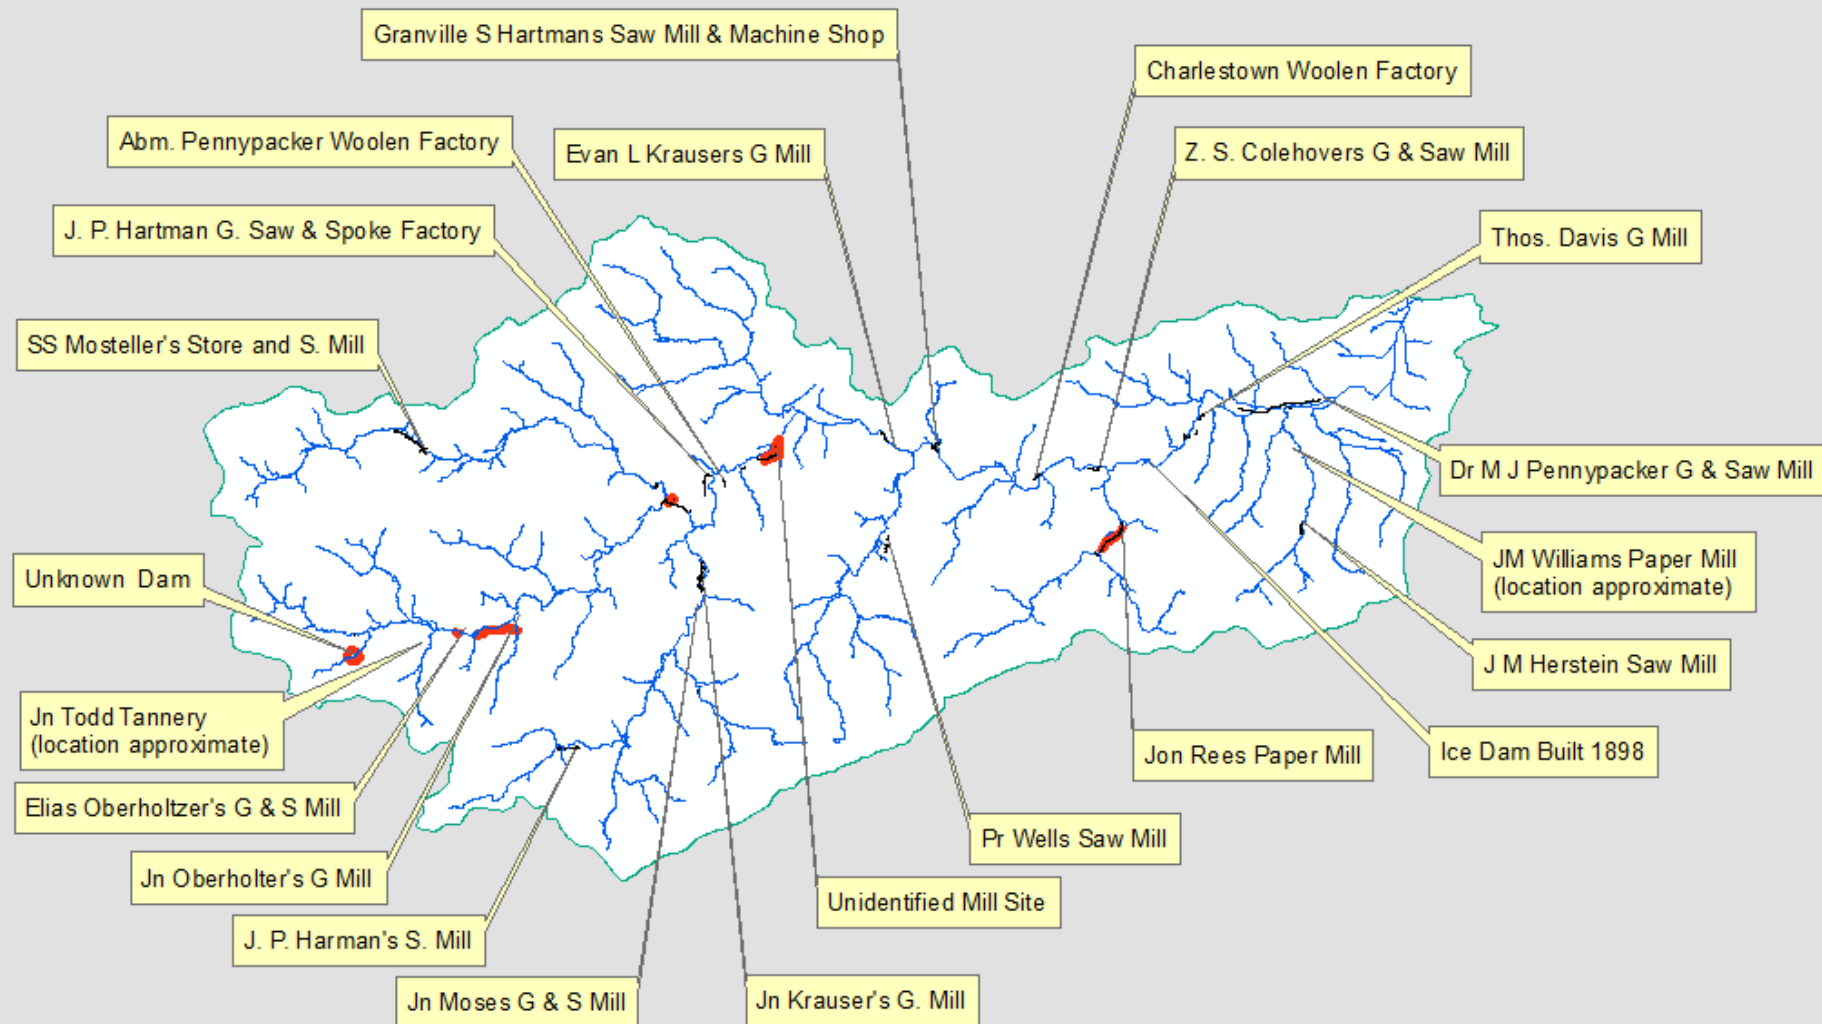 Granville S Hartmans Saw Mill & Machine Shop
Charlestown Woolen Factory
Abm. Pennypacker Woolen Factory
Evan L Krausers G Mill
Z. S. Colehovers G & Saw Mill
J. P. Hartman G. Saw & Spoke Factory
Thos. Davis G Mill
SS Mosteller's Store and S. Mill
Dr M J Pennypacker G & Saw Mill
Unknown Dam
JM Williams Paper Mill
(location approximate)
J M Herstein Saw Mill
Jn Todd Tannery
(location approximate)
Jon Rees Paper Mill
Ice Dam Built 1898
Elias Oberholtzer's G & S Mill
Pr Wells Saw Mill
Jn Oberholter's G Mill
Unidentified Mill Site
J. P. Harman's S. Mill
Jn Moses G & S Mill
Jn Krauser's G. Mill